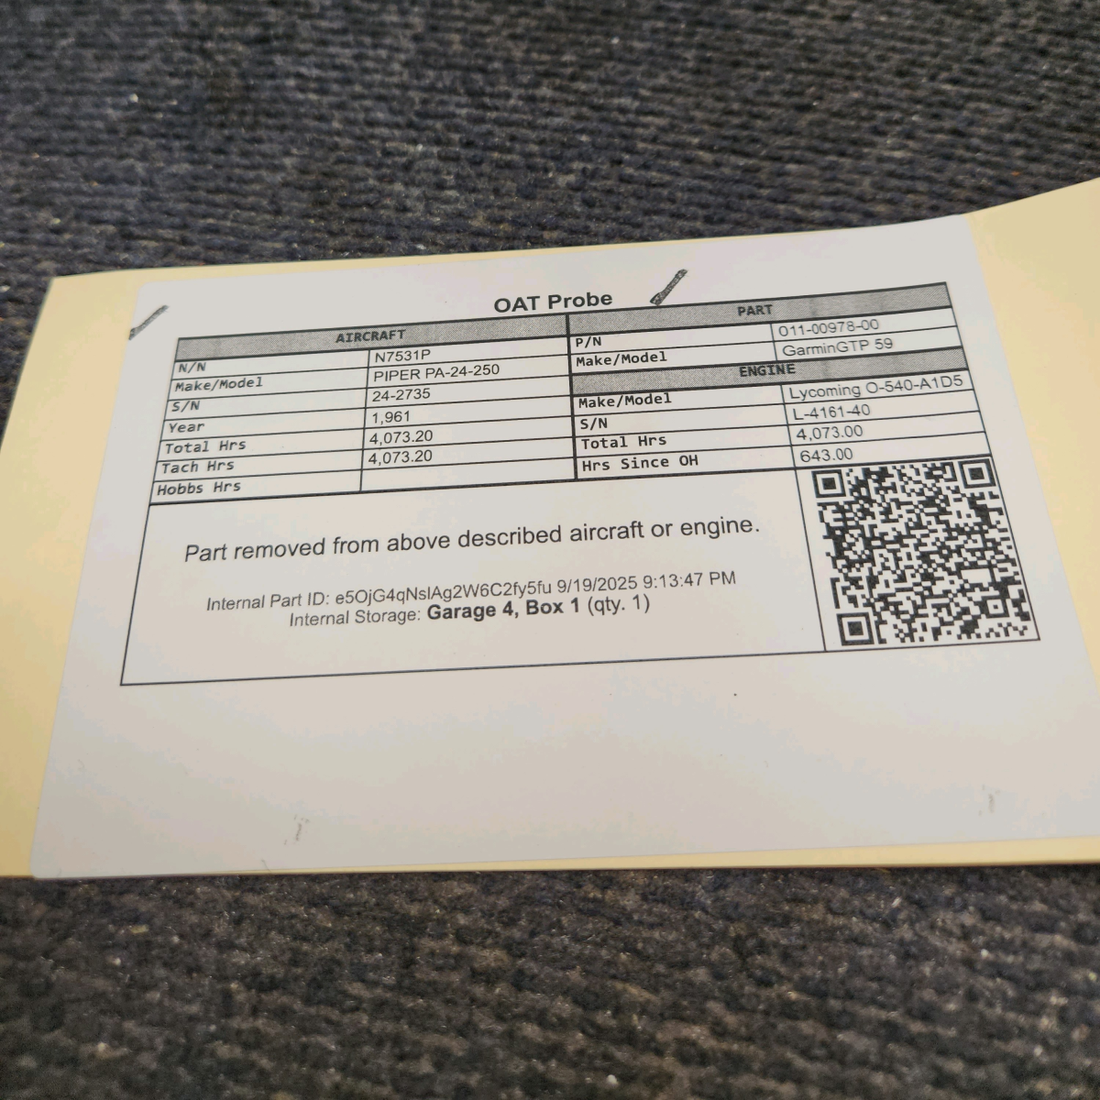 OAT Probe
AIRCRAFT
N/N N7531P
Make/Model PIPER PA-24-250
S/N 24-2735
Year 1,961
Total Hrs 4,073.20
Tach Hrs 4,073.20
Hobbs Hrs
PART
P/N 011-00978-00
Make/Model GarminGTP 59
ENGINE
Make/Model Lycoming O-540-A1D5
S/N L-4161-40
Total Hrs 4,073.00
Hrs Since OH 643.00
Part removed from above described aircraft or engine.
Internal Part ID: e5OjG4qNslAg2W6C2fy5fu 9/19/2025 9:13:47 PM
Internal Storage: Garage 4, Box 1 (qty. 1)